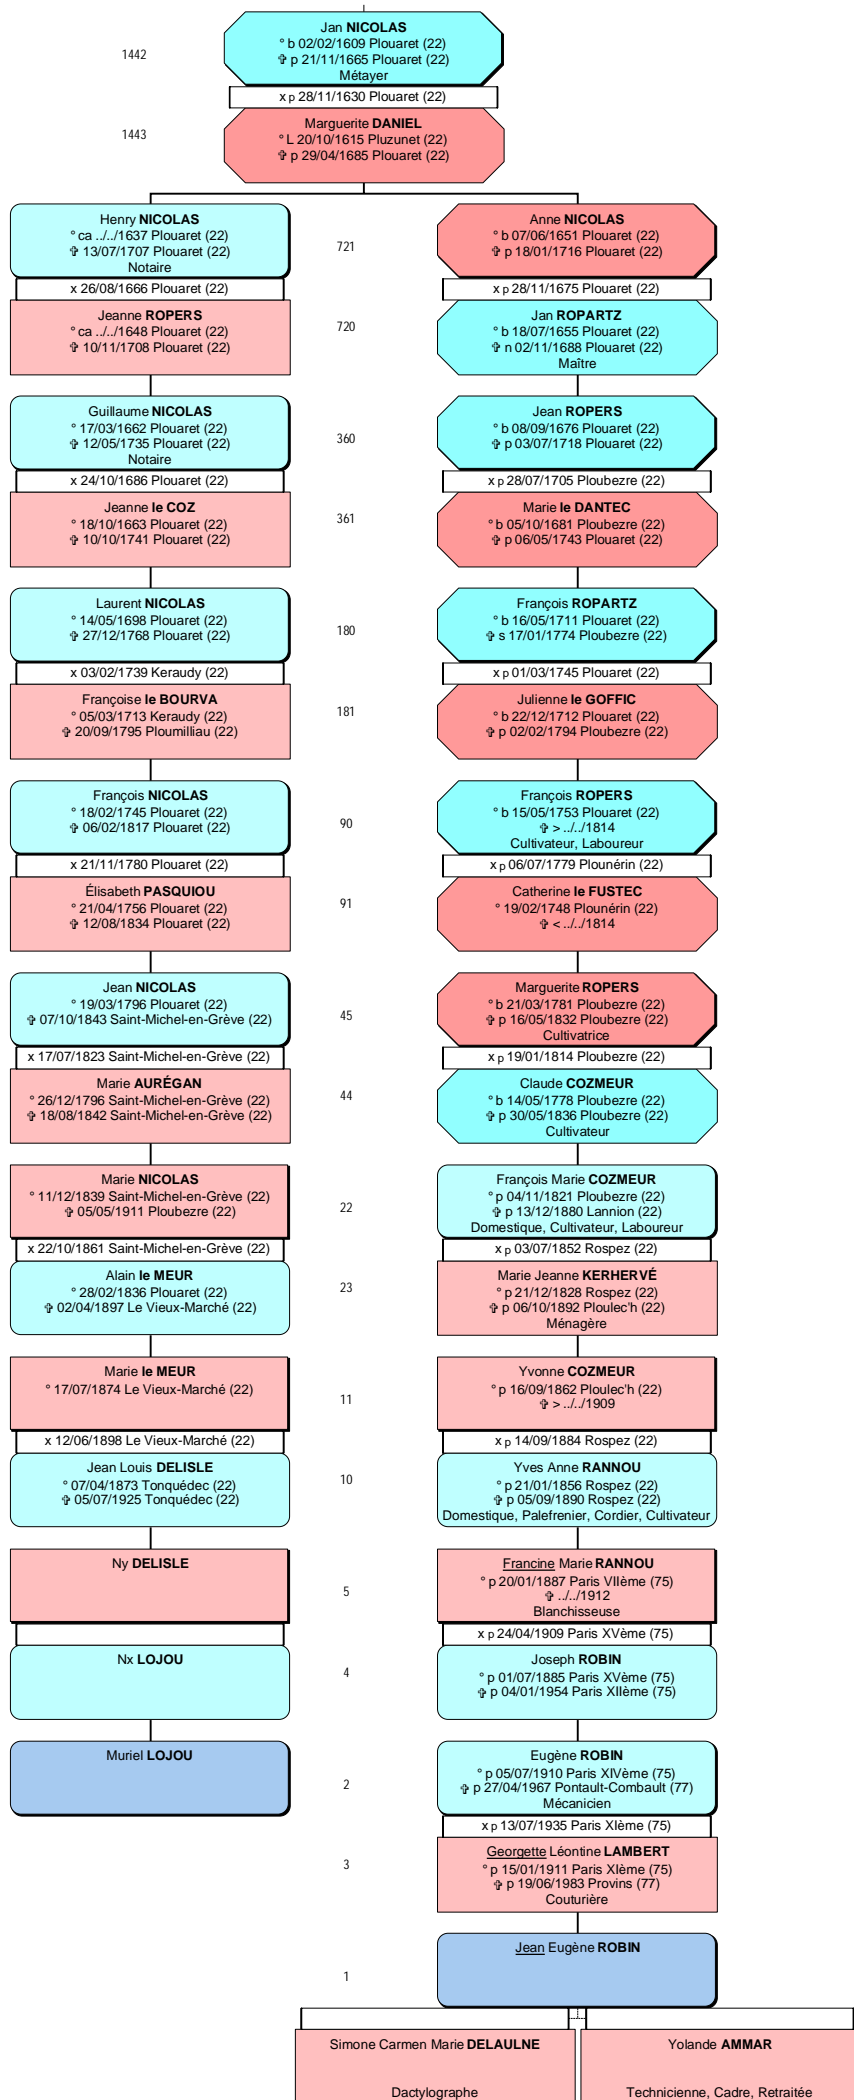 Jan NICOLAS
° b 02/02/1609 Plouaret (22)
✞ p 21/11/1665 Plouaret (22)
Métayer
1442
x p 28/11/1630 Plouaret (22)
Marguerite DANIEL
° L 20/10/1615 Pluzunet (22)
✞ p 29/04/1685 Plouaret (22)
1443
Henry NICOLAS
° ca ../../1637 Plouaret (22)
✞ 13/07/1707 Plouaret (22)
Notaire
x 26/08/1666 Plouaret (22)
Jeanne ROPERS
° ca ../../1648 Plouaret (22)
✞ 10/11/1708 Plouaret (22)
721
720
Anne NICOLAS
° b 07/06/1651 Plouaret (22)
✞ p 18/01/1716 Plouaret (22)
x p 28/11/1675 Plouaret (22)
Jan ROPARTZ
° b 18/07/1655 Plouaret (22)
✞ n 02/11/1688 Plouaret (22)
Maître
Guillaume NICOLAS
° 17/03/1662 Plouaret (22)
✞ 12/05/1735 Plouaret (22)
Notaire
x 24/10/1686 Plouaret (22)
Jeanne le COZ
° 18/10/1663 Plouaret (22)
✞ 10/10/1741 Plouaret (22)
360
361
Jean ROPERS
° b 08/09/1676 Plouaret (22)
✞ p 03/07/1718 Plouaret (22)
x p 28/07/1705 Ploubezre (22)
Marie le DANTEC
° b 05/10/1681 Ploubezre (22)
✞ p 06/05/1743 Plouaret (22)
Laurent NICOLAS
° 14/05/1698 Plouaret (22)
✞ 27/12/1768 Plouaret (22)
x 03/02/1739 Keraudy (22)
Françoise le BOURVA
° 05/03/1713 Keraudy (22)
✞ 20/09/1795 Ploumilliau (22)
180
181
François ROPARTZ
° b 16/05/1711 Plouaret (22)
✞ s 17/01/1774 Ploubezre (22)
x p 01/03/1745 Plouaret (22)
Julienne le GOFFIC
° b 22/12/1712 Plouaret (22)
✞ p 02/02/1794 Ploubezre (22)
François NICOLAS
° 18/02/1745 Plouaret (22)
✞ 06/02/1817 Plouaret (22)
x 21/11/1780 Plouaret (22)
Élisabeth PASQUIOU
° 21/04/1756 Plouaret (22)
✞ 12/08/1834 Plouaret (22)
90
91
François ROPERS
° b 15/05/1753 Plouaret (22)
✞ > ../../1814
Cultivateur, Laboureur
x p 06/07/1779 Plounérin (22)
Catherine le FUSTEC
° 19/02/1748 Plounérin (22)
✞ < ../../1814
Jean NICOLAS
° 19/03/1796 Plouaret (22)
✞ 07/10/1843 Saint-Michel-en-Grève (22)
x 17/07/1823 Saint-Michel-en-Grève (22)
Marie AURÉGAN
° 26/12/1796 Saint-Michel-en-Grève (22)
✞ 18/08/1842 Saint-Michel-en-Grève (22)
45
44
Marguerite ROPERS
° b 21/03/1781 Ploubezre (22)
✞ p 16/05/1832 Ploubezre (22)
Cultivatrice
x p 19/01/1814 Ploubezre (22)
Claude COZMEUR
° b 14/05/1778 Ploubezre (22)
✞ p 30/05/1836 Ploubezre (22)
Cultivateur
Marie NICOLAS
° 11/12/1839 Saint-Michel-en-Grève (22)
✞ 05/05/1911 Ploubezre (22)
x 22/10/1861 Saint-Michel-en-Grève (22)
Alain le MEUR
° 28/02/1836 Plouaret (22)
✞ 02/04/1897 Le Vieux-Marché (22)
22
23
François Marie COZMEUR
° p 04/11/1821 Ploubezre (22)
✞ p 13/12/1880 Lannion (22)
Domestique, Cultivateur, Laboureur
x p 03/07/1852 Rospez (22)
Marie Jeanne KERHERVÉ
° p 21/12/1828 Rospez (22)
✞ p 06/10/1892 Ploulec'h (22)
Ménagère
Marie le MEUR
° 17/07/1874 Le Vieux-Marché (22)
x 12/06/1898 Le Vieux-Marché (22)
Jean Louis DELISLE
° 07/04/1873 Tonquédec (22)
✞ 05/07/1925 Tonquédec (22)
11
10
Yvonne COZMEUR
° p 16/09/1862 Ploulec'h (22)
✞ > ../../1909
x p 14/09/1884 Rospez (22)
Yves Anne RANNOU
° p 21/01/1856 Rospez (22)
✞ p 05/09/1890 Rospez (22)
Domestique, Palefrenier, Cordier, Cultivateur
Ny DELISLE
Nx LOJOU
5
4
Francine Marie RANNOU
° p 20/01/1887 Paris VIIème (75)
✞ ../../1912
Blanchisseuse
x p 24/04/1909 Paris XVème (75)
Joseph ROBIN
° p 01/07/1885 Paris XVème (75)
✞ p 04/01/1954 Paris XIIème (75)
Muriel LOJOU
2
3
Eugène ROBIN
° p 05/07/1910 Paris XIVème (75)
✞ p 27/04/1967 Pontault-Combault (77)
Mécanicien
x p 13/07/1935 Paris XIème (75)
Georgette Léontine LAMBERT
° p 15/01/1911 Paris XIème (75)
✞ p 19/06/1983 Provins (77)
Couturière
1
Jean Eugène ROBIN
Simone Carmen Marie DELAULNE
Dactylographe
Yolande AMMAR
Technicienne, Cadre, Retraitée